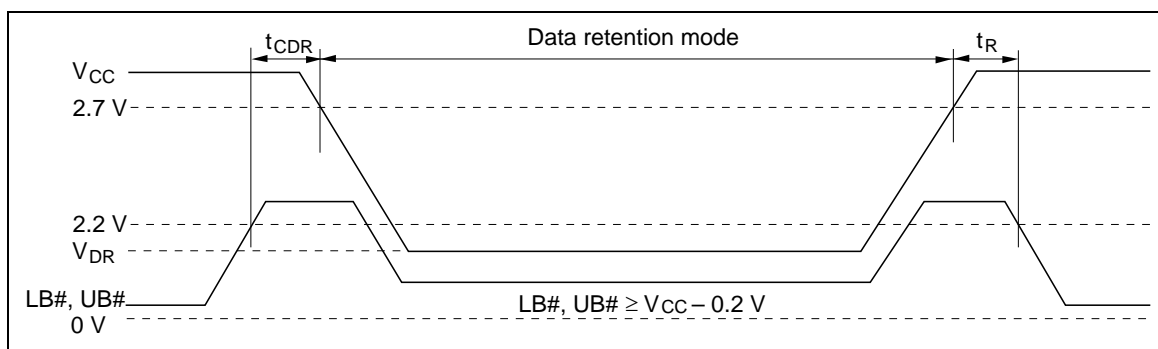 tCDR
Data retention mode
tR
VCC
2.7 V
2.2 V
VDR
LB#, UB#
LB#, UB# ≥ VCC – 0.2 V
0 V